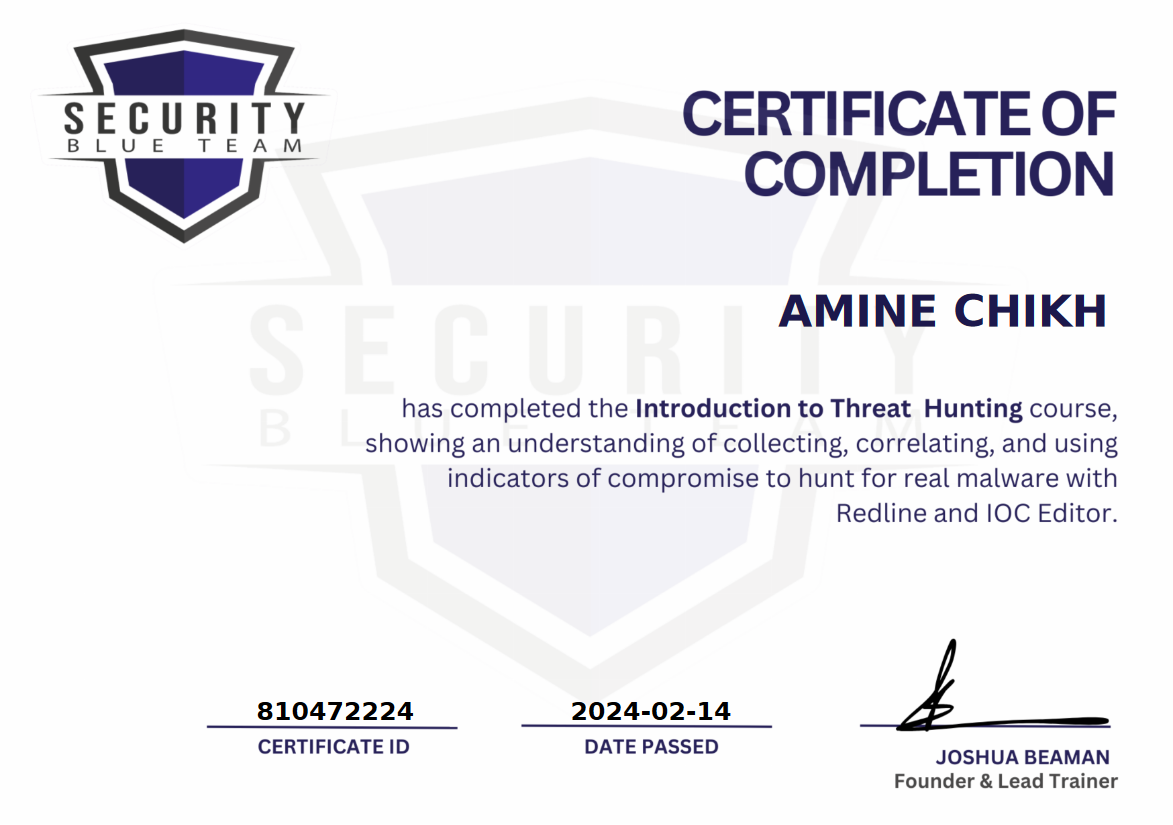 SECURITY
BLUE TEAM
CERTIFICATE OF
COMPLETION
AMINE CHIKH
SECURITY
BLUE TEAM
has completed the Introduction to Threat  Hunting course,
showing an understanding of collecting, correlating, and using
indicators of compromise to hunt for real malware with
Redline and IOC Editor.
810472224
CERTIFICATE ID
2024-02-14
DATE PASSED
JOSHUA BEAMAN
Founder & Lead Trainer